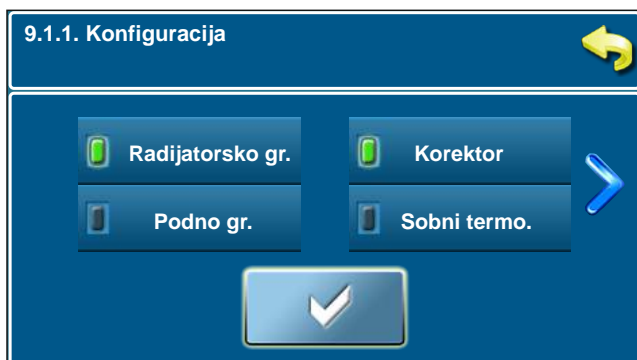 9.1.1. Konfiguracija
Radijatorsko gr.
Korektor
Podno gr.
Sobni termo.